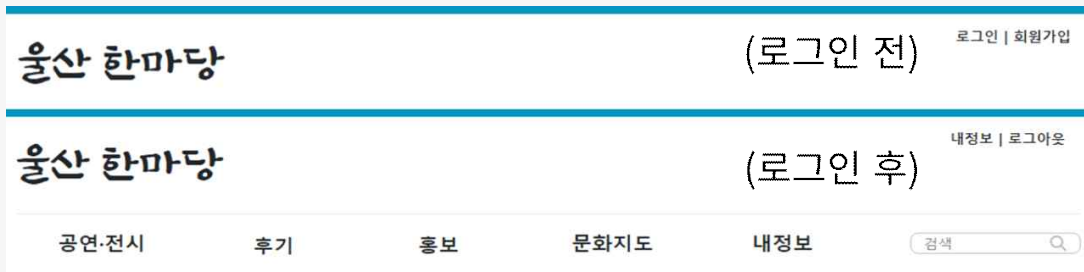 울산 한마당 (로그인 전) 로그인 | 회원가입
울산 한마당 (로그인 후) 내정보 | 로그아웃
공연·전시 후기 홍보 문화지도 내정보 검색